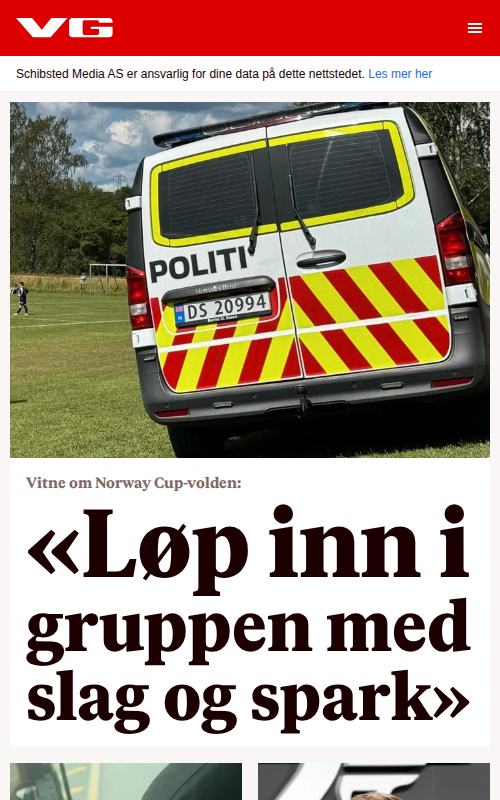 VG
Schibsted Media AS er ansvarlig for dine data på dette nettstedet. Les mer her
POLITI
DS 20994
Vitne om Norway Cup-volden:
«Løp inn i
gruppen med
slag og spark»